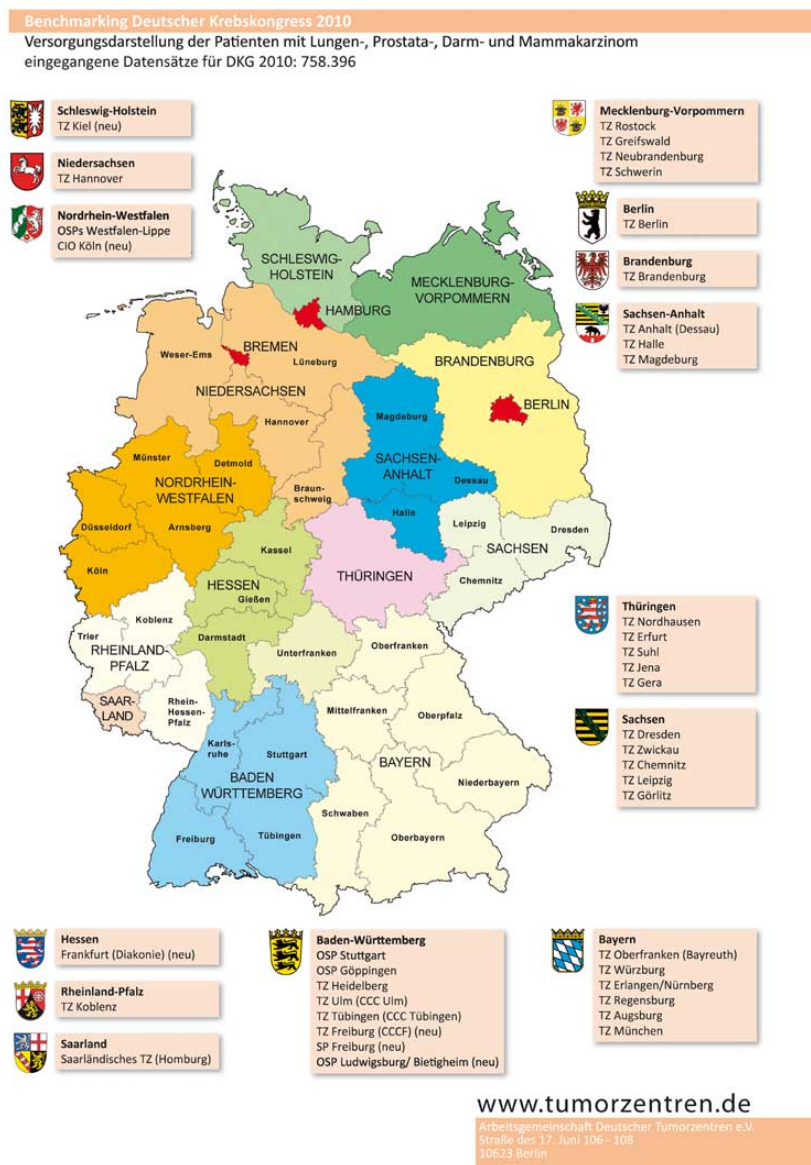 Benchmarking Deutscher Krebskongress 2010
Versorgungsdarstellung der Patienten mit Lungen-, Prostata-, Darm- und Mammakarzinom
eingegangene Datensätze für DKG 2010: 758.396
Schleswig-Holstein
TZ Kiel (neu)
Niedersachsen
TZ Hannover
Nordrhein-Westfalen
OSPs Westfalen-Lippe
CIO Köln (neu)
Mecklenburg-Vorpommern
TZ Rostock
TZ Greifswald
TZ Neubrandenburg
TZ Schwerin
Berlin
TZ Berlin
Brandenburg
TZ Brandenburg
Sachsen-Anhalt
TZ Anhalt (Dessau)
TZ Halle
TZ Magdeburg
SCHLESWIG-
HOLSTEIN
MECKLENBURG-
VORPOMMERN
HAMBURG
BREMEN
Weser-Ems
Lüneburg
NIEDERSACHSEN
Hannover
Braun-
schweig
BRANDENBURG
BERLIN
Magdeburg
SACHSEN-
ANHALT
Dessau
Halle
Münster
Detmold
NORDRHEIN-
WESTFALEN
Düsseldorf
Arnsberg
Köln
Leipzig
Dresden
SACHSEN
Chemnitz
Kassel
HESSEN
Gießen
Darmstadt
THÜRINGEN
Koblenz
Trier
RHEINLAND-
PFALZ
Rhein-
Hessen-
Pfalz
SAAR-
LAND
Unterfranken
Oberfranken
Mittelfranken
Oberpfalz
BAYERN
Niederbayern
Schwaben
Oberbayern
Karls-
ruhe
Stuttgart
BADEN
WÜRTTEMBERG
Freiburg
Tübingen
Thüringen
TZ Nordhausen
TZ Erfurt
TZ Suhl
TZ Jena
TZ Gera
Sachsen
TZ Dresden
TZ Zwickau
TZ Chemnitz
TZ Leipzig
TZ Görlitz
Hessen
Frankfurt (Diakonie) (neu)
Rheinland-Pfalz
TZ Koblenz
Saarland
Saarländisches TZ (Homburg)
Baden-Württemberg
OSP Stuttgart
OSP Göppingen
TZ Heidelberg
TZ Ulm (CCC Ulm)
TZ Tübingen (CCC Tübingen)
TZ Freiburg (CCCF) (neu)
SP Freiburg (neu)
OSP Ludwigsburg/ Bietigheim (neu)
Bayern
TZ Oberfranken (Bayreuth)
TZ Würzburg
TZ Erlangen/Nürnberg
TZ Regensburg
TZ Augsburg
TZ München
www.tumorzentren.de
Arbeitsgemeinschaft Deutscher Tumorzentren e.V.
Straße des 17. Juni 106 - 108
10623 Berlin